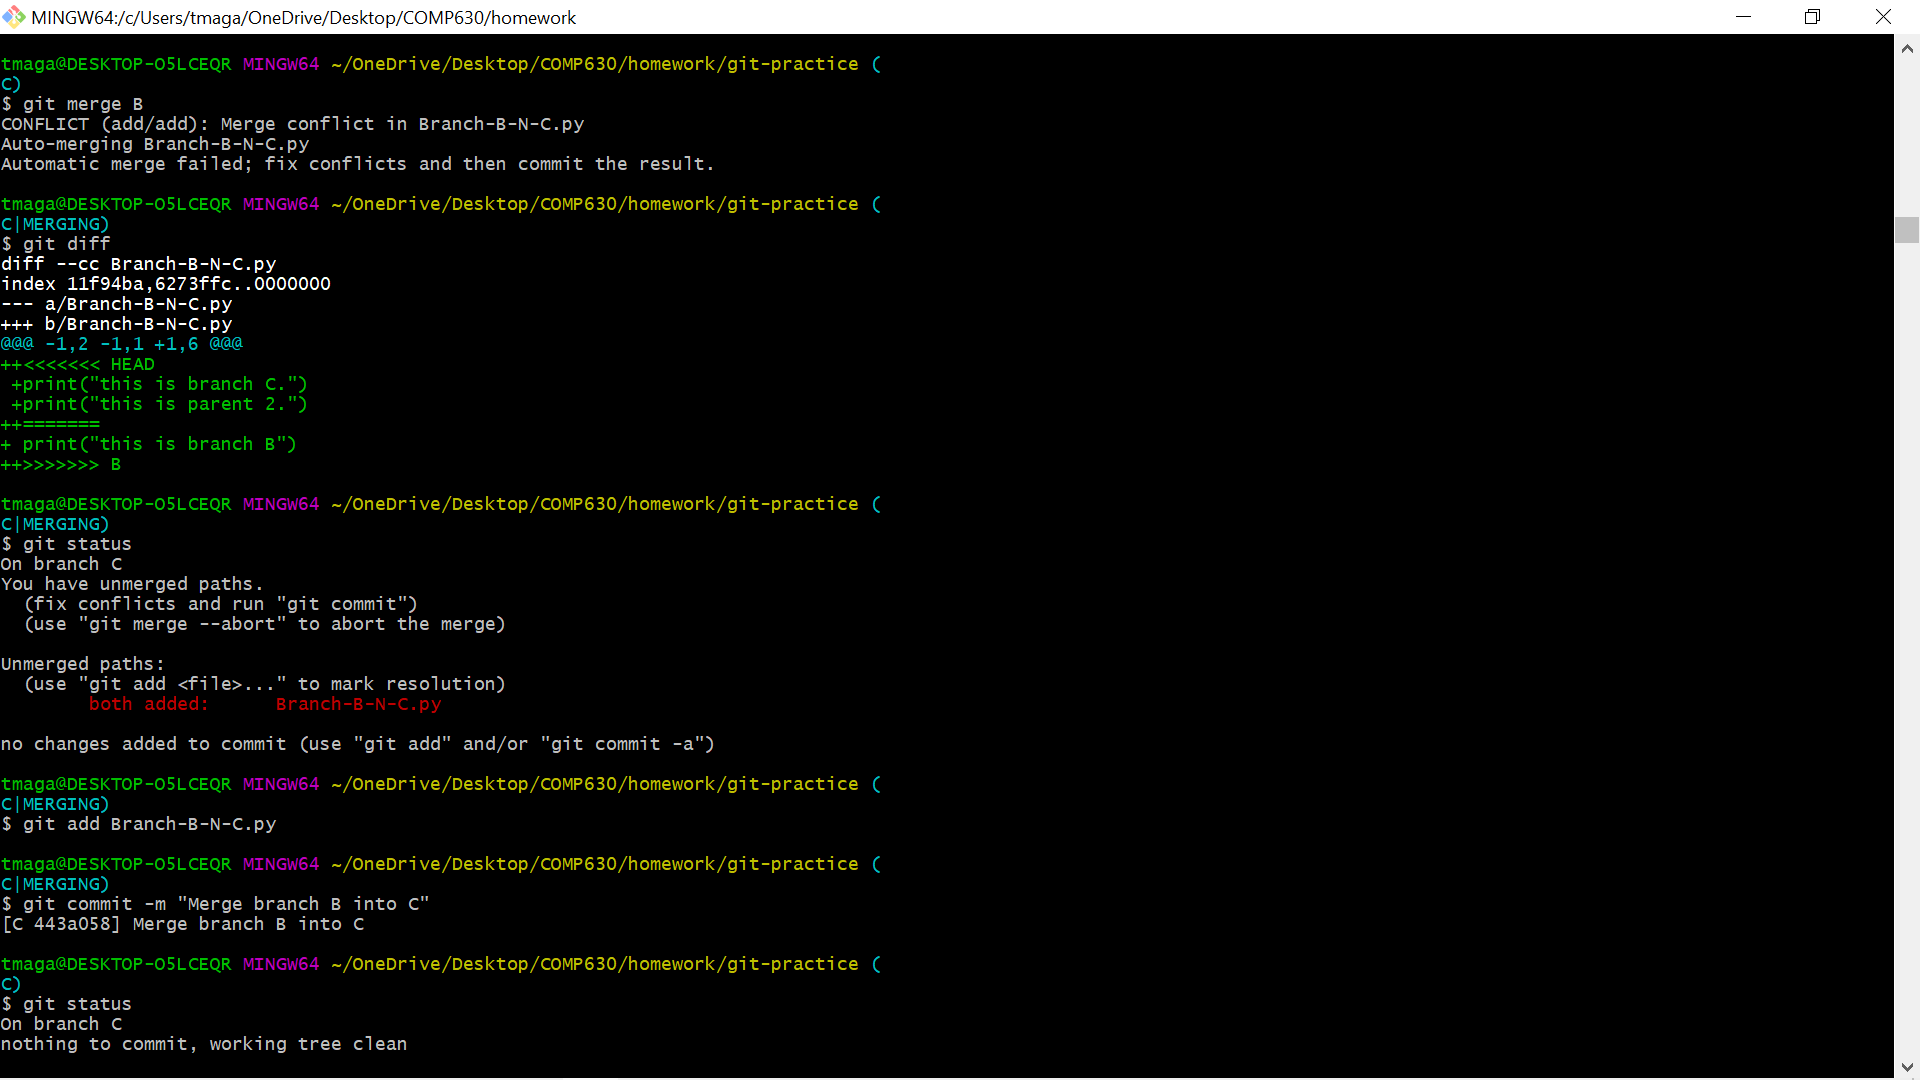 MINGW64:/c/Users/tmaga/OneDrive/Desktop/COMP630/homework
tmaga@DESKTOP-O5LCEQR MINGW64 ~/OneDrive/Desktop/COMP630/homework/git-practice (
C)
$ git merge B
CONFLICT (add/add): Merge conflict in Branch-B-N-C.py
Auto-merging Branch-B-N-C.py
Automatic merge failed; fix conflicts and then commit the result.
tmaga@DESKTOP-O5LCEQR MINGW64 ~/OneDrive/Desktop/COMP630/homework/git-practice (
C|MERGING)
$ git diff
diff --cc Branch-B-N-C.py
index 11f94ba,6273ffc..0000000
--- a/Branch-B-N-C.py
+++ b/Branch-B-N-C.py
@@@ -1,2 -1,1 +1,6 @@@
++<<<<<<< HEAD
 +print("this is branch C.")
 +print("this is parent 2.")
++=======
+ print("this is branch B")
++>>>>>>> B
tmaga@DESKTOP-O5LCEQR MINGW64 ~/OneDrive/Desktop/COMP630/homework/git-practice (
C|MERGING)
$ git status
On branch C
You have unmerged paths.
  (fix conflicts and run "git commit")
  (use "git merge --abort" to abort the merge)
Unmerged paths:
  (use "git add <file>..." to mark resolution)
        both added:      Branch-B-N-C.py
no changes added to commit (use "git add" and/or "git commit -a")
tmaga@DESKTOP-O5LCEQR MINGW64 ~/OneDrive/Desktop/COMP630/homework/git-practice (
C|MERGING)
$ git add Branch-B-N-C.py
tmaga@DESKTOP-O5LCEQR MINGW64 ~/OneDrive/Desktop/COMP630/homework/git-practice (
C|MERGING)
$ git commit -m "Merge branch B into C"
[C 443a058] Merge branch B into C
tmaga@DESKTOP-O5LCEQR MINGW64 ~/OneDrive/Desktop/COMP630/homework/git-practice (
C)
$ git status
On branch C
nothing to commit, working tree clean